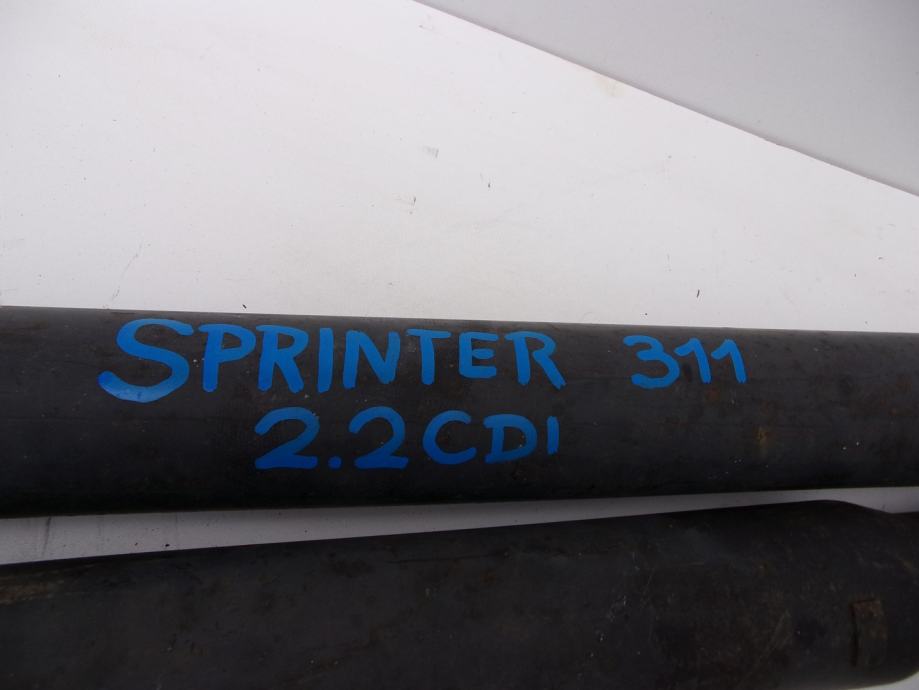 SPRINTER 311
2.2CDI